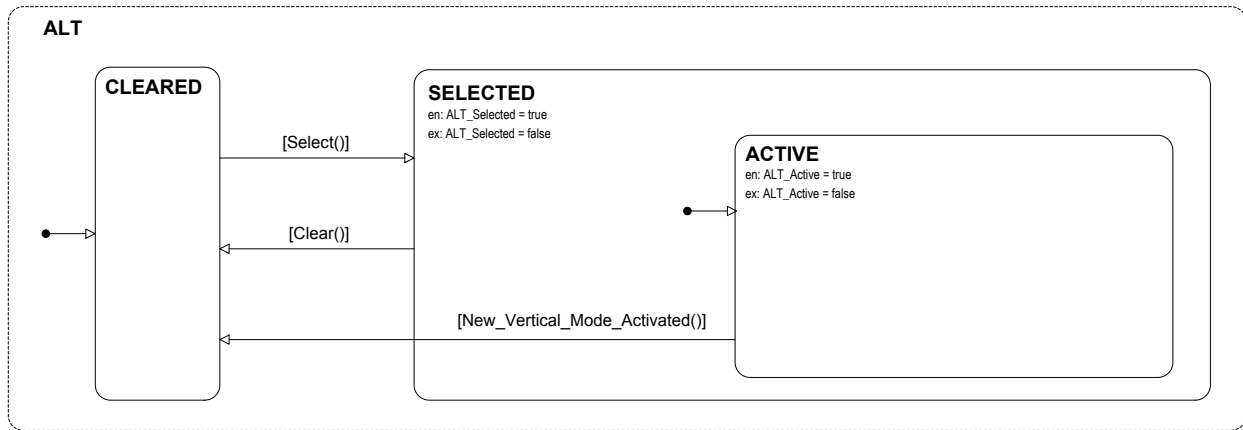 ALT
CLEARED
SELECTED
en: ALT_Selected = true
ex: ALT_Selected = false
[Select()]
ACTIVE
en: ALT_Active = true
ex: ALT_Active = false
[Clear()]
[New_Vertical_Mode_Activated()]